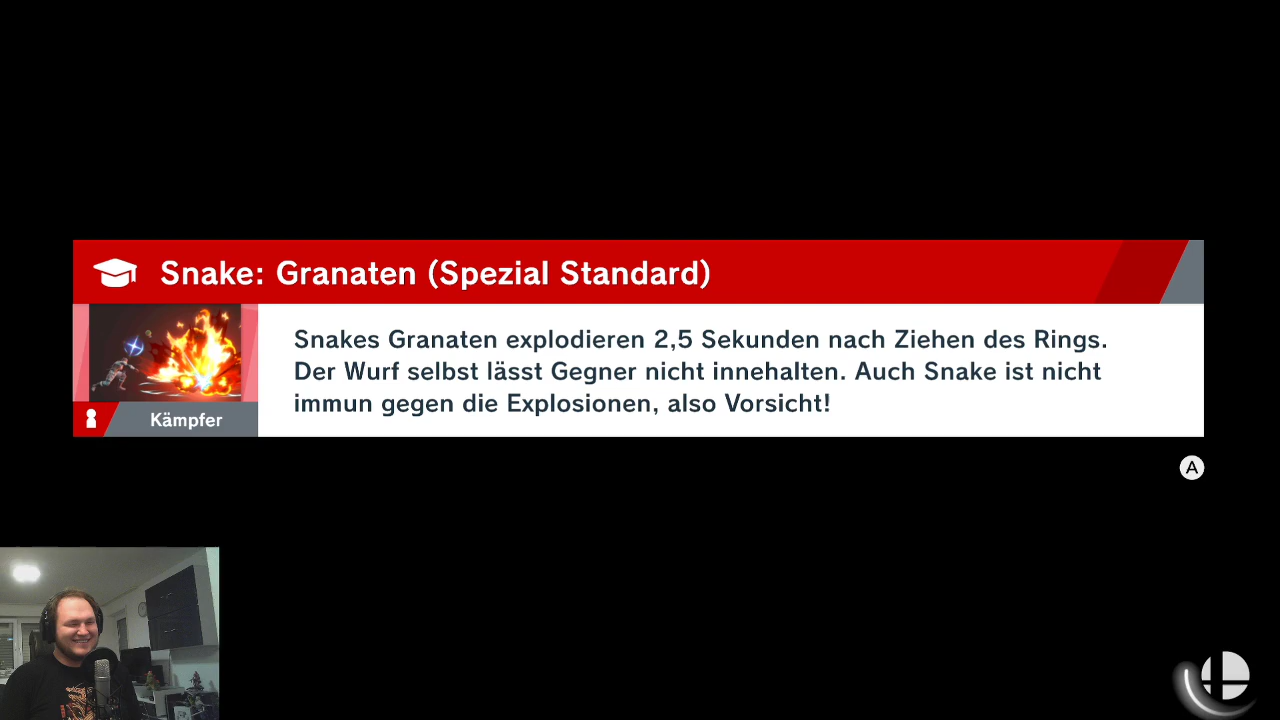 Snake: Granaten (Spezial Standard)
Snakes Granaten explodieren 2,5 Sekunden nach Ziehen des Rings.
Der Wurf selbst lässt Gegner nicht innehalten. Auch Snake ist nicht
immun gegen die Explosionen, also Vorsicht!
Kämpfer
A